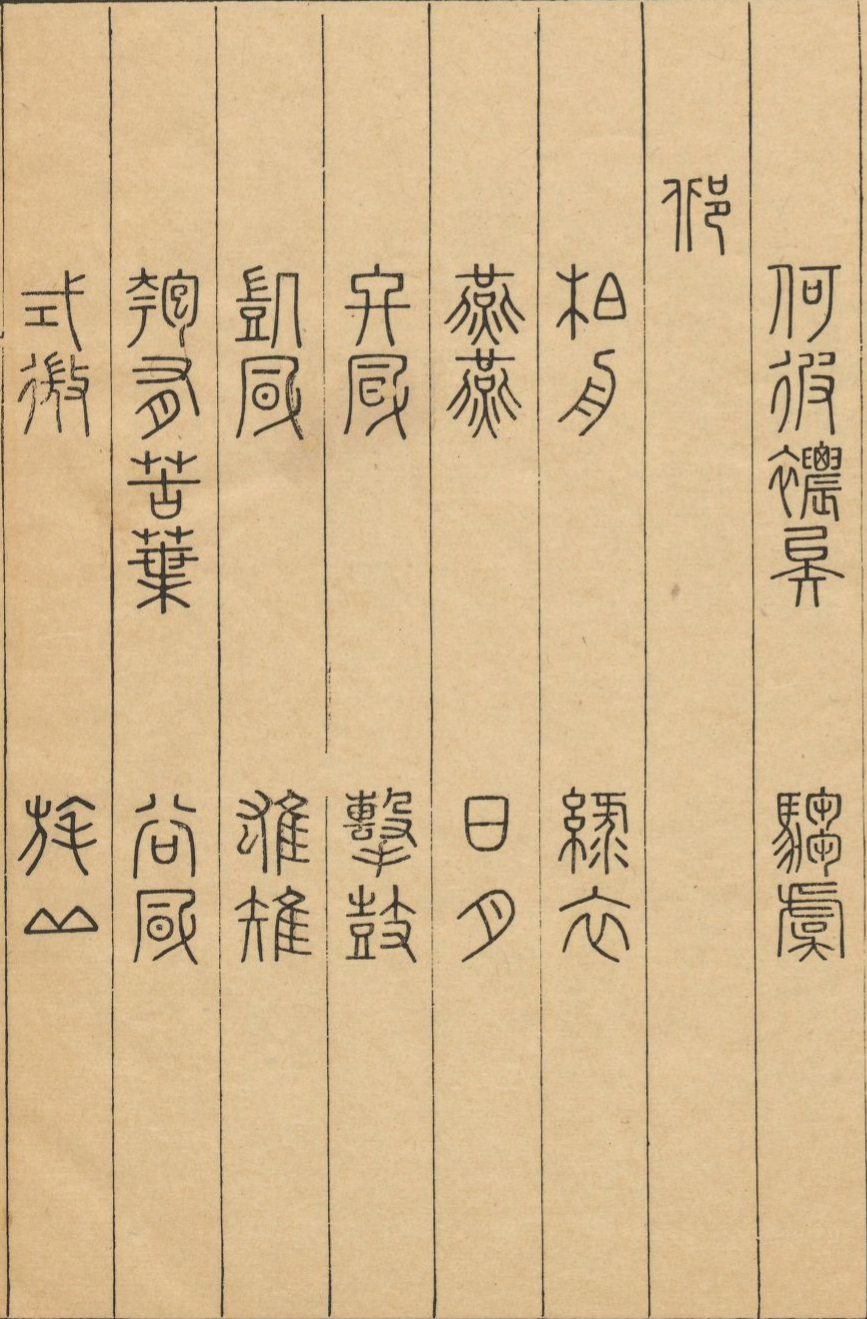 何彼襛矣　騶虞
邶
柏舟　綠衣
燕燕　日月
終風　擊鼓
凱風　雄雉
匏有苦葉　谷風
式微　旄丘